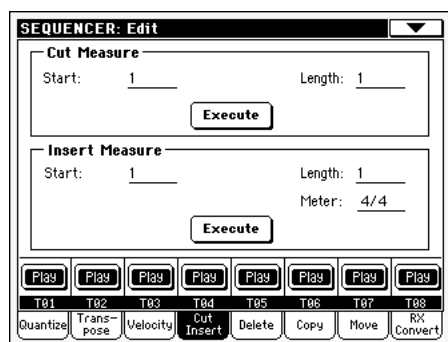 SEQUENCER: Edit
Cut Measure
Start: 1 Length: 1
Execute
Insert Measure
Start: 1 Length: 1
Meter: 4/4
Execute
Play Play Play Play Play Play Play Play
T01 T02 T03 T04 T05 T06 T07 T08
Quantize Trans- Velocity Cut Delete Copy Move RX
pose Insert Convert